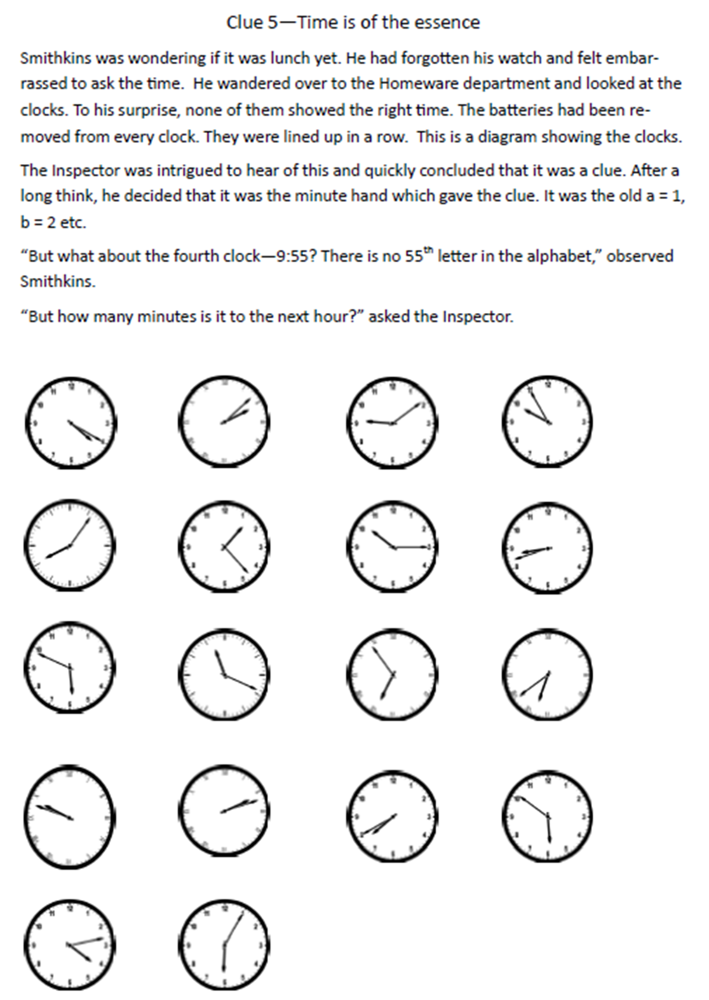 Clue 5—Time is of the essence
Smithkins was wondering if it was lunch yet. He had forgotten his watch and felt embar-
rassed to ask the time.  He wandered over to the Homeware department and looked at the
clocks. To his surprise, none of them showed the right time. The batteries had been re-
moved from every clock. They were lined up in a row.  This is a diagram showing the clocks.
The Inspector was intrigued to hear of this and quickly concluded that it was a clue. After a
long think, he decided that it was the minute hand which gave the clue. It was the old a = 1,
b = 2 etc.
“But what about the fourth clock—9:55? There is no 55th letter in the alphabet,” observed
Smithkins.
“But how many minutes is it to the next hour?” asked the Inspector.